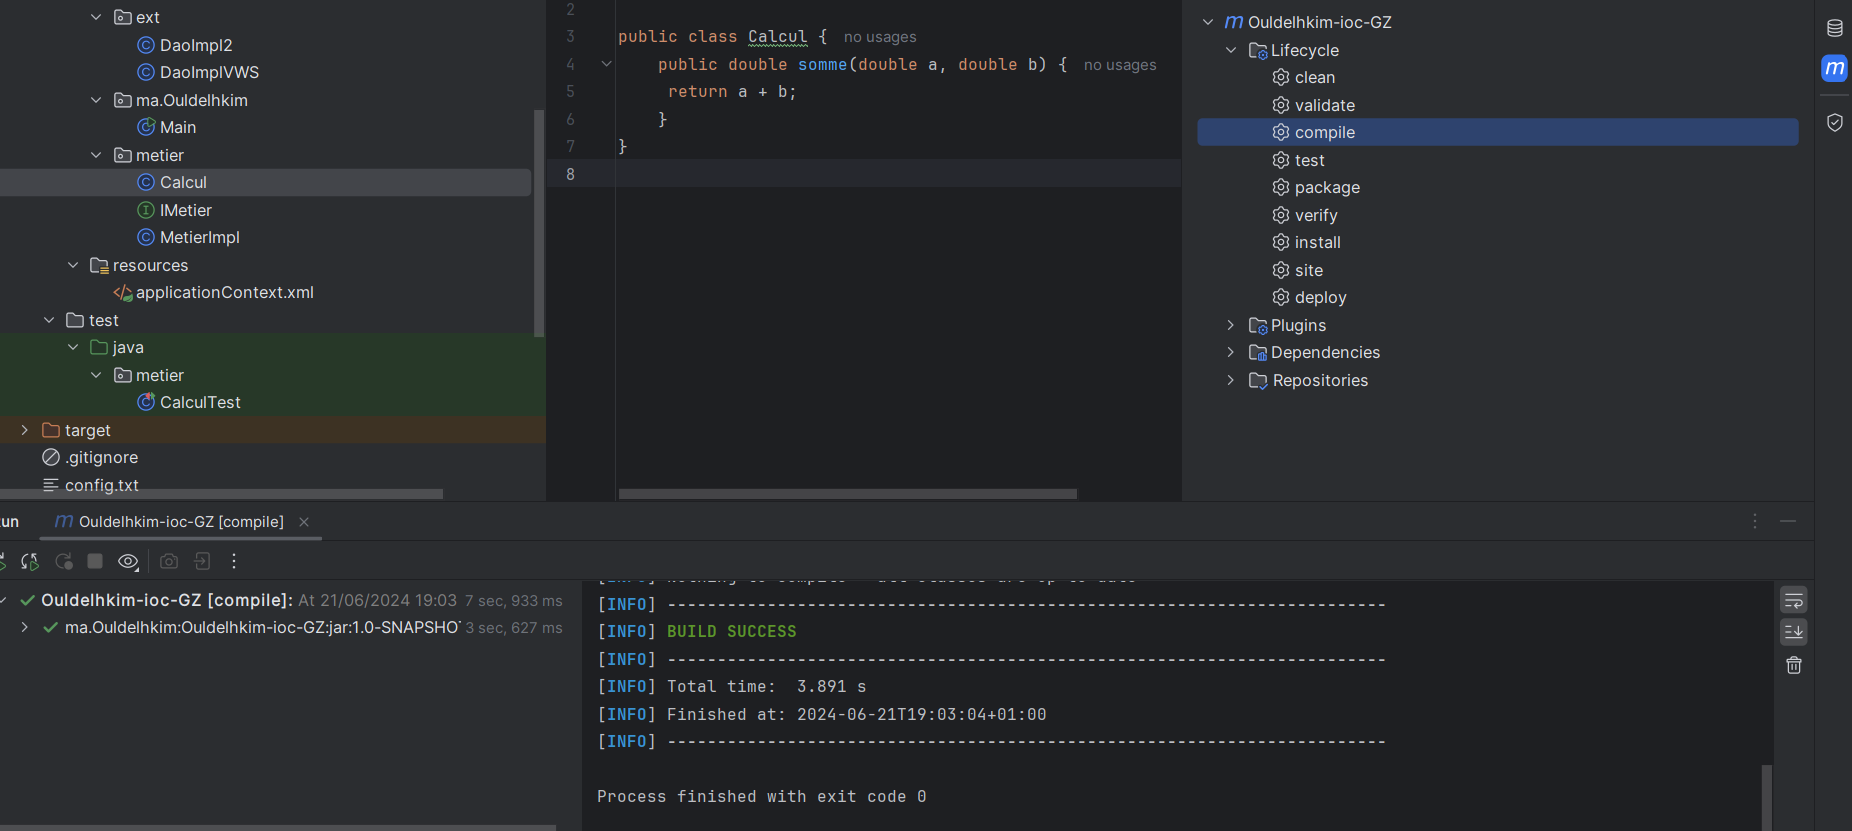 ext
DaoImpl2
DaoImplVWS
ma.Ouldelhkim
Main
metier
Calcul
IMetier
MetierImpl
resources
applicationContext.xml
test
java
metier
CalculTest
target
.gitignore
config.txt
2
3 public class Calcul { no usages
4 public double somme(double a, double b) { no usages
5 return a + b;
6 }
7 }
8
m Ouldelhkim-ioc-GZ
Lifecycle
clean
validate
compile
test
package
verify
install
site
deploy
Plugins
Dependencies
Repositories
m
un
m Ouldelhkim-ioc-GZ [compile]
Ouldelhkim-ioc-GZ [compile]: At 21/06/2024 19:03 7 sec, 933 ms
ma.Ouldelhkim:Ouldelhkim-ioc-GZ:jar:1.0-SNAPSHO 3 sec, 627 ms
[INFO] ------------------------------------------------------------------------
[INFO] BUILD SUCCESS
[INFO] ------------------------------------------------------------------------
[INFO] Total time:  3.891 s
[INFO] Finished at: 2024-06-21T19:03:04+01:00
[INFO] ------------------------------------------------------------------------
Process finished with exit code 0